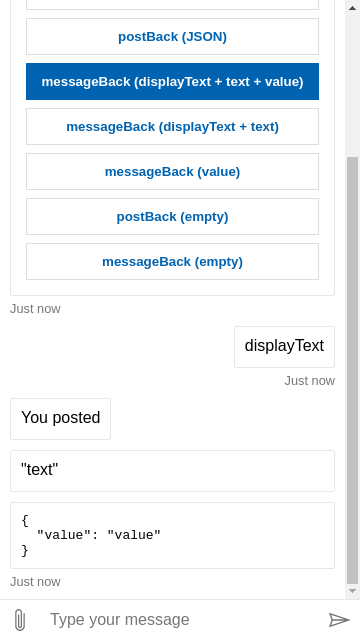 postBack (JSON)
messageBack (displayText + text + value)
messageBack (displayText + text)
messageBack (value)
postBack (empty)
messageBack (empty)
Just now
displayText
Just now
You posted
"text"
{
  "value": "value"
}
Just now
Type your message